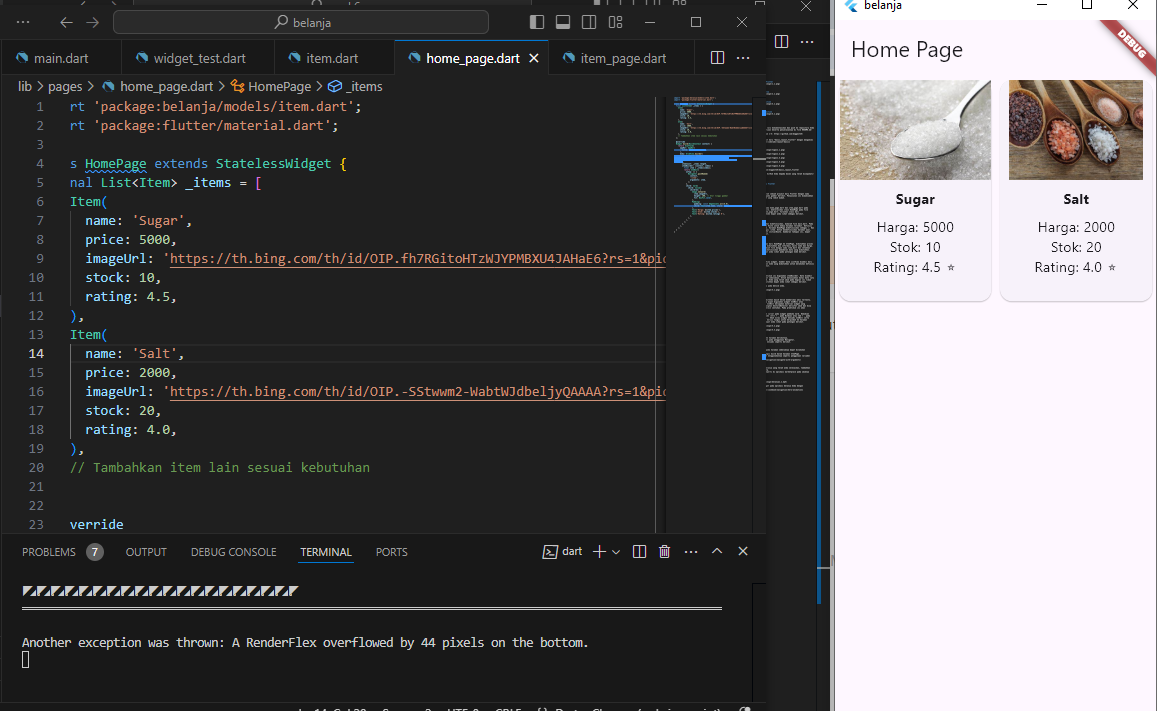 belanja
main.dart
widget_test.dart
item.dart
home_page.dart
item_page.dart
lib > pages > home_page.dart > HomePage > _items
1 rt 'package:belanja/models/item.dart';
2 rt 'package:flutter/material.dart';
3
4 s HomePage extends StatelessWidget {
5 nal List<Item> _items = [
6 Item(
7 name: 'Sugar',
8 price: 5000,
9 imageUrl: 'https://th.bing.com/th/id/OIP.fh7RGitoHTzWJYPMBXU4JAHaE6?rs=1&pid
10 stock: 10,
11 rating: 4.5,
12 ),
13 Item(
14 name: 'Salt',
15 price: 2000,
16 imageUrl: 'https://th.bing.com/th/id/OIP.-SStwwm2-WabtWJdbeljyQAAAA?rs=1&pid
17 stock: 20,
18 rating: 4.0,
19 ),
20 // Tambahkan item lain sesuai kebutuhan
21
22
23 verride
PROBLEMS 7 OUTPUT DEBUG CONSOLE TERMINAL PORTS
dart
Another exception was thrown: A RenderFlex overflowed by 44 pixels on the bottom.
belanja
DEBUG
Home Page
Sugar
Harga: 5000
Stok: 10
Rating: 4.5 ⭐
Salt
Harga: 2000
Stok: 20
Rating: 4.0 ⭐